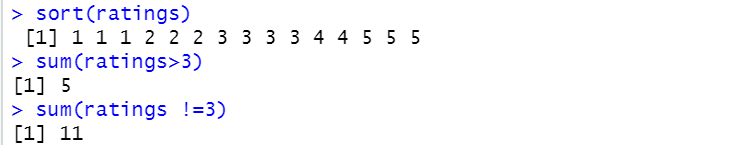 > sort(ratings)
[1] 1 1 1 2 2 2 3 3 3 3 4 4 5 5 5
> sum(ratings>3)
[1] 5
> sum(ratings !=3)
[1] 11